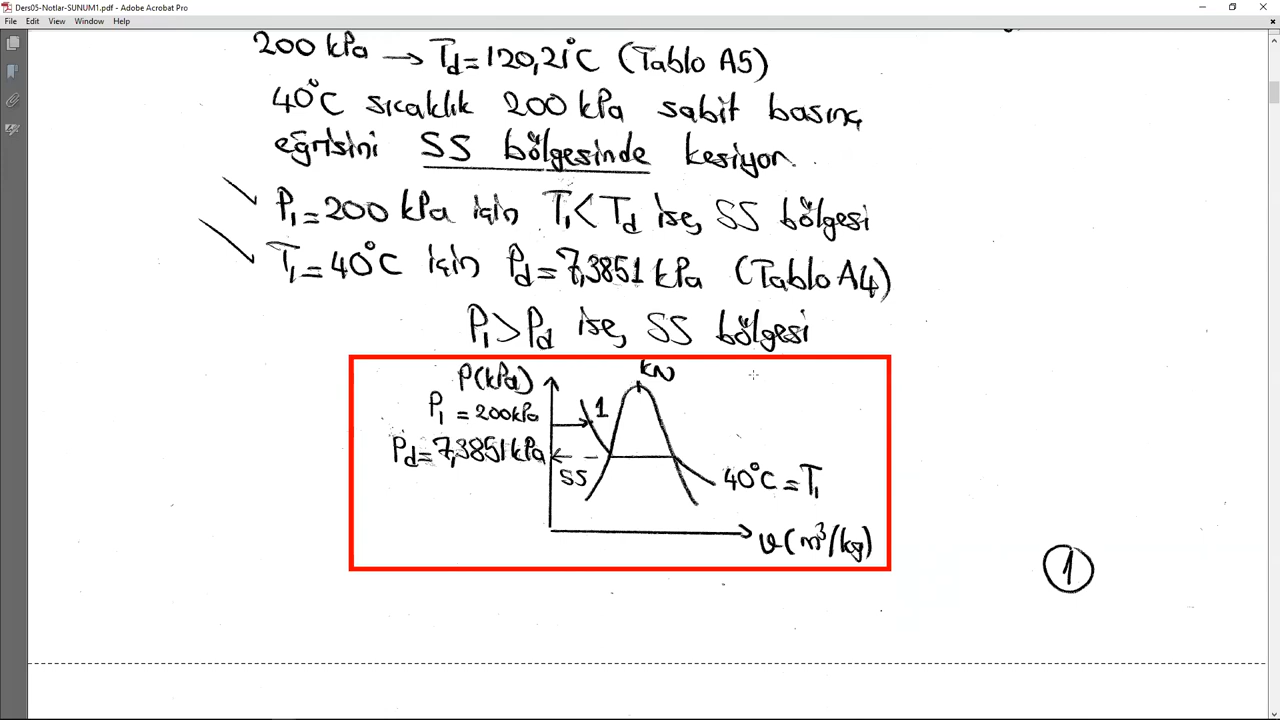 Ders05-Notlar-SUNUM1.pdf - Adobe Acrobat Pro
File Edit View Window Help
200 kPa → Td=120,21°C (Tablo A5)
40°C sıcaklık 200 kPa sabit basınç
eğrisini SS bölgesinde kesiyor.
P1=200 kPa için T1<Td ise, SS bölgesi
T1=40°C için Pd=7,3851 kPa (Tablo A4)
P1>Pd ise, SS bölgesi
P(kPa)
KN
P1=200kPa
1
Pd=7,3851kPa
SS
40°C=T1
υ(m³/kg)
1